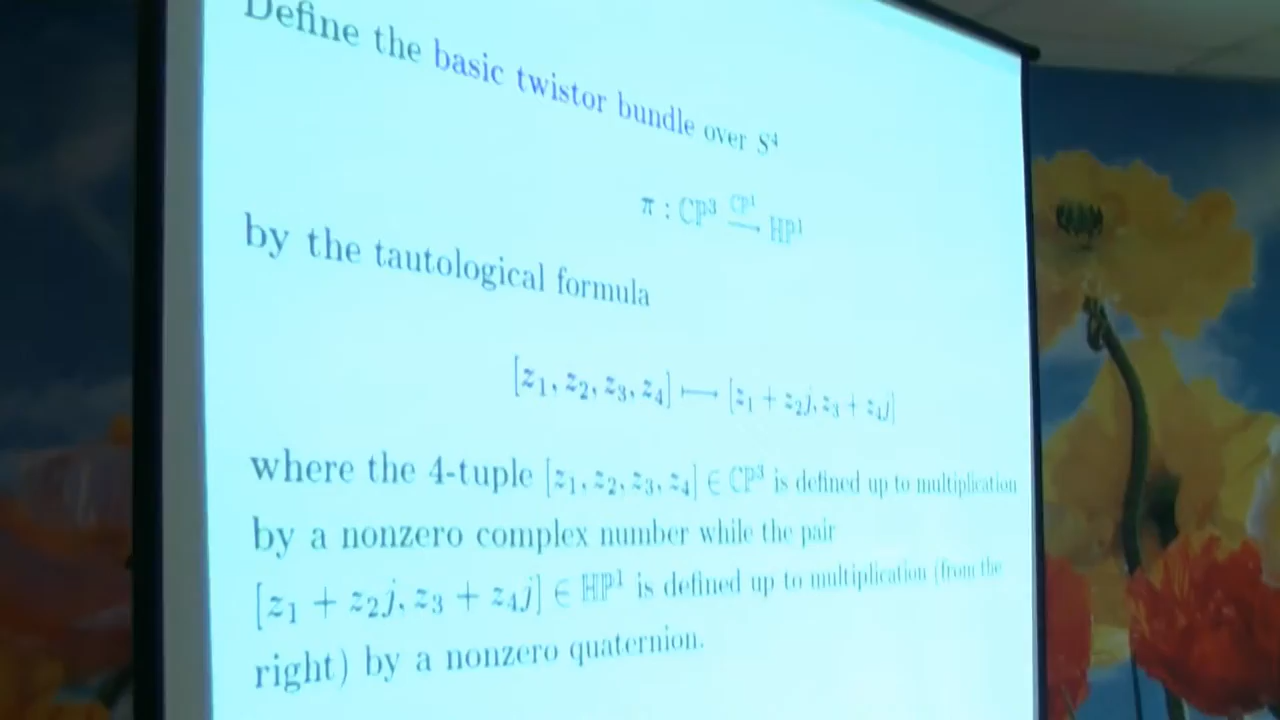 Define the basic twistor bundle over S⁴
π : ℂℙ³ ⟶ ℍℙ¹ (ℂℙ¹ above the arrow)
by the tautological formula
[z₁, z₂, z₃, z₄] ⟼ [z₁ + z₂j, z₃ + z₄j]
where the 4-tuple [z₁, z₂, z₃, z₄] ∈ ℂℙ³ is defined up to multiplication
by a nonzero complex number while the pair
[z₁ + z₂j, z₃ + z₄j] ∈ ℍℙ¹ is defined up to multiplication (from the
right) by a nonzero quaternion.